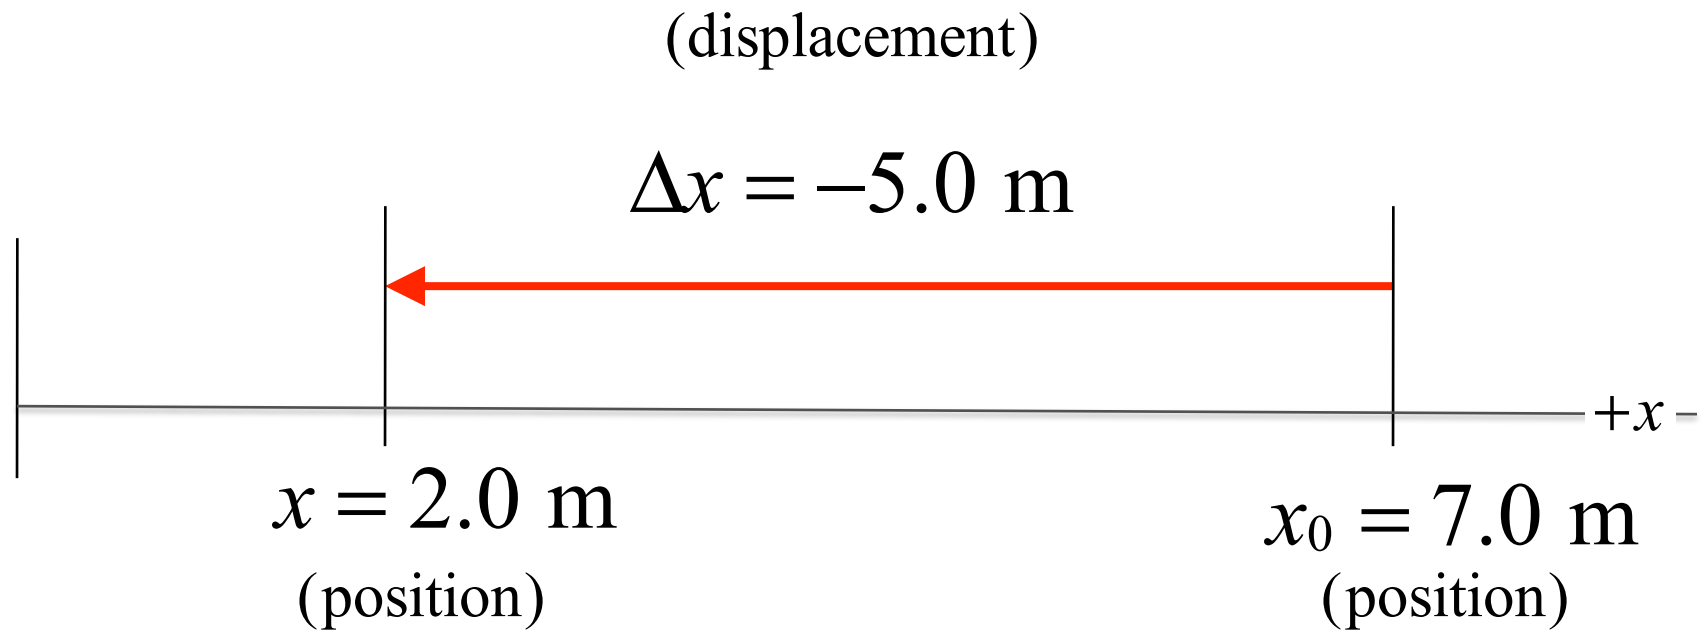 (displacement)
Δx = −5.0 m
+x
x = 2.0 m
x₀ = 7.0 m
(position)
(position)